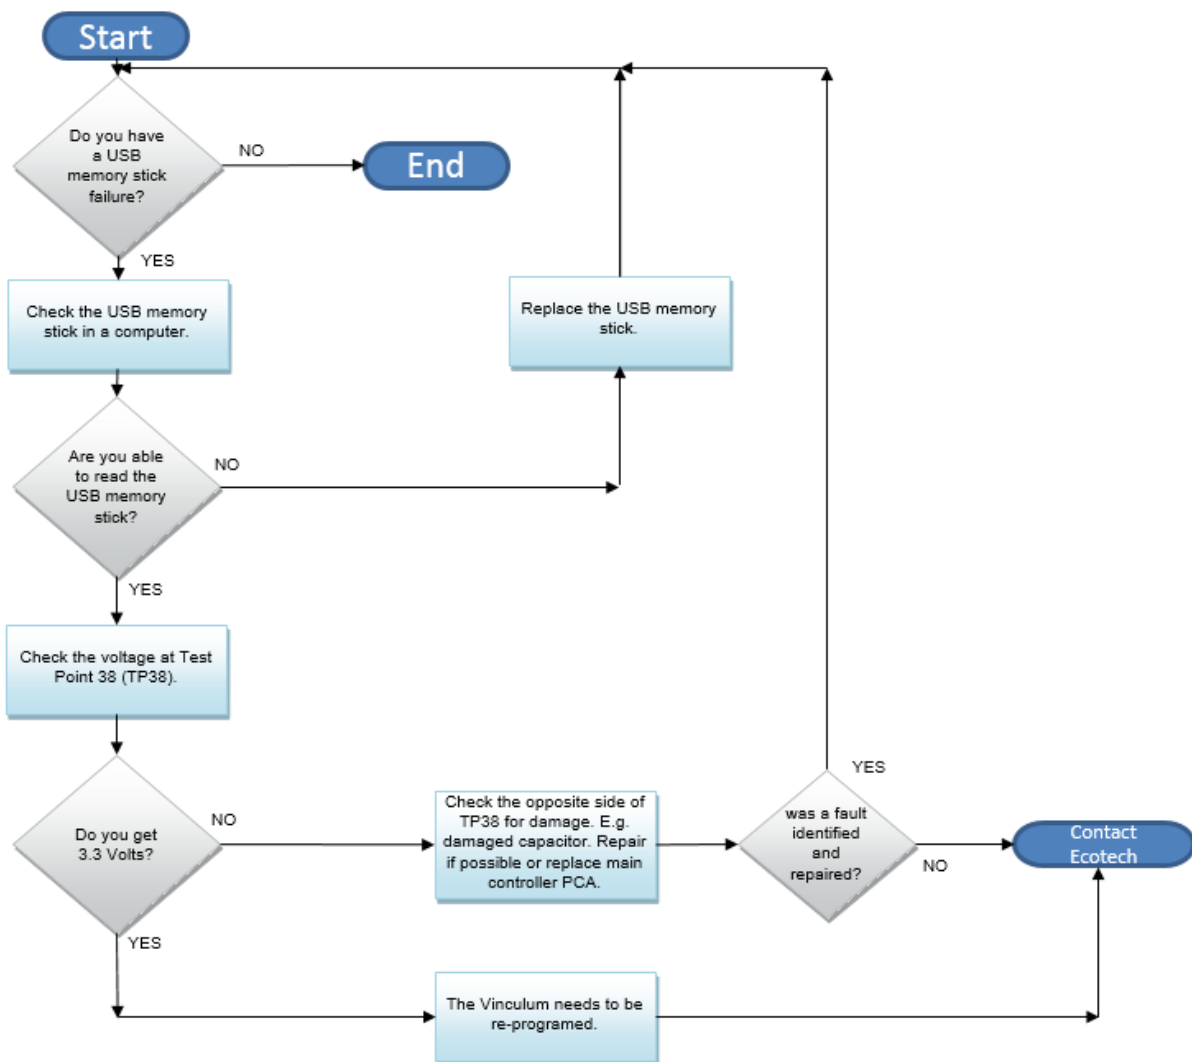 Start
Do you have
a USB
memory stick
failure?
NO
End
YES
Check the USB memory
stick in a computer.
Replace the USB memory
stick.
Are you able
to read the
USB memory
stick?
NO
YES
Check the voltage at Test
Point 38 (TP38).
Do you get
3.3 Volts?
NO
Check the opposite side of
TP38 for damage. E.g.
damaged capacitor. Repair
if possible or replace main
controller PCA.
YES
was a fault
identified
and
repaired?
NO
Contact
Ecotech
YES
The Vinculum needs to be
re-programed.